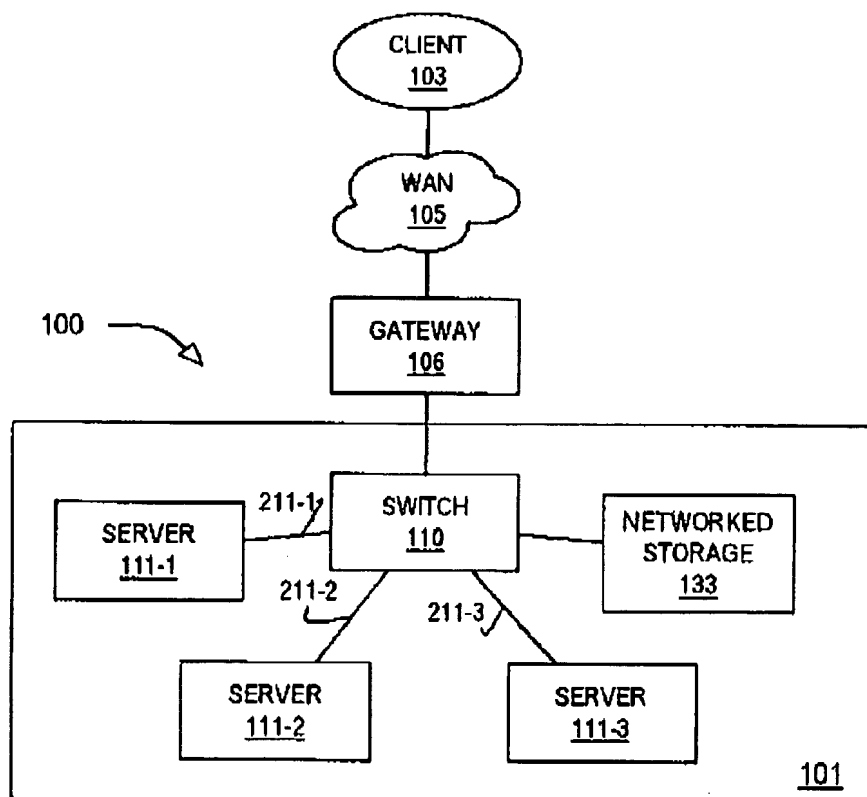 CLIENT
103
WAN
105
GATEWAY
106
100
SWITCH
110
211-1
SERVER
111-1
NETWORKED
STORAGE
133
211-2
211-3
SERVER
111-2
SERVER
111-3
101